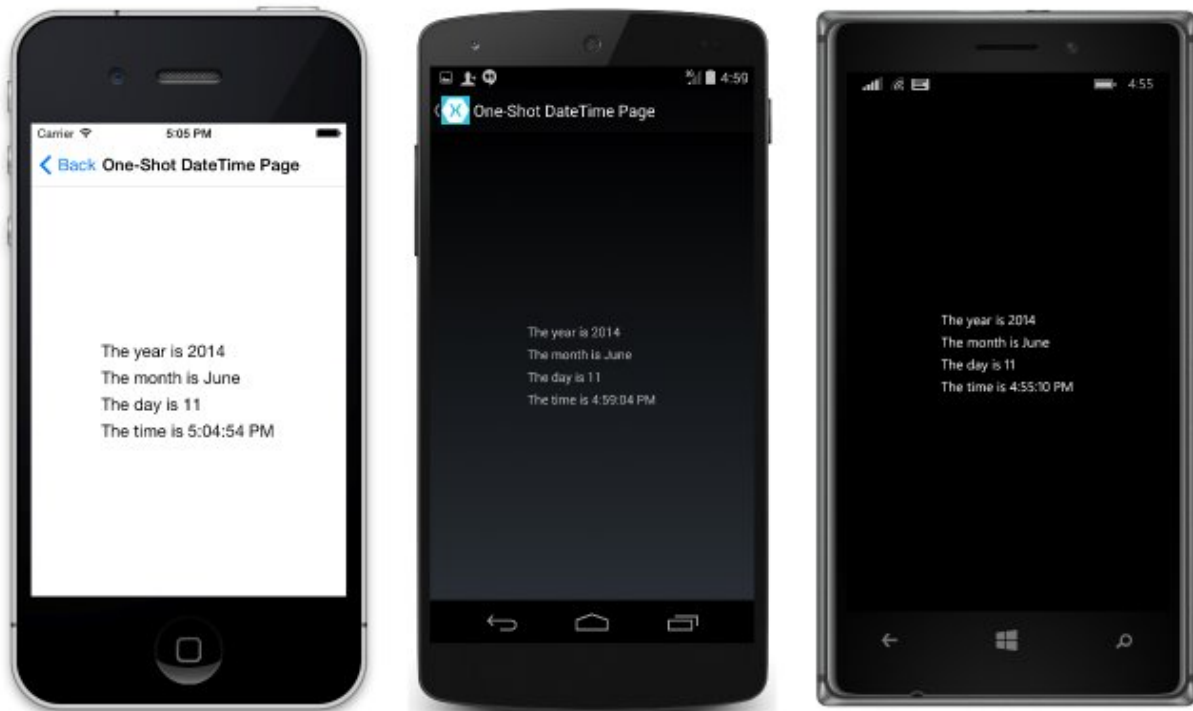 Carrier 5:05 PM
Back One-Shot DateTime Page
The year is 2014
The month is June
The day is 11
The time is 5:04:54 PM
4:59
One-Shot DateTime Page
The year is 2014
The month is June
The day is 11
The time is 4:59:04 PM
4:55
The year is 2014
The month is June
The day is 11
The time is 4:55:10 PM